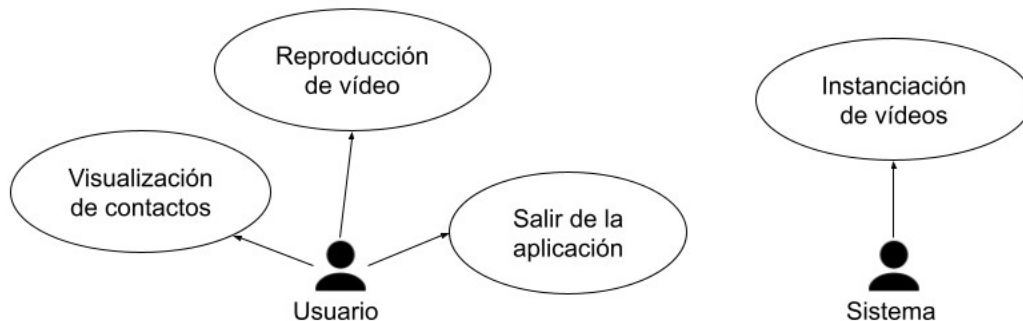 Reproducción
de vídeo
Instanciación
de vídeos
Visualización
de contactos
Salir de la
aplicación
Usuario
Sistema